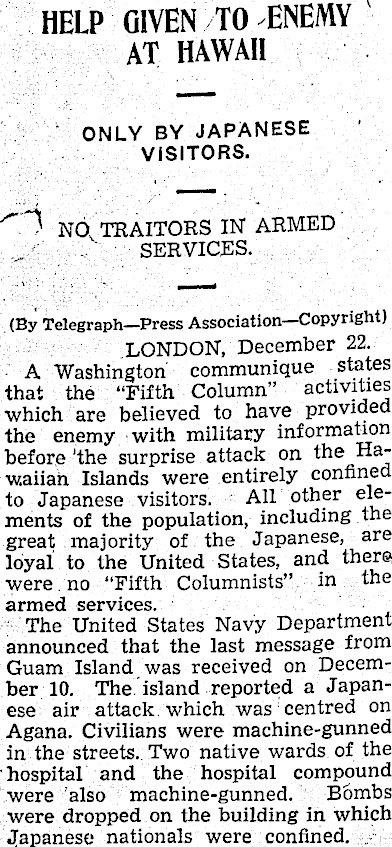 HELP GIVEN TO ENEMY
AT HAWAII
ONLY BY JAPANESE
VISITORS.
NO TRAITORS IN ARMED
SERVICES.
(By Telegraph—Press Association—Copyright)
LONDON, December 22.
A Washington communique states
that the "Fifth Column" activities
which are believed to have provided
the enemy with military information
before the surprise attack on the Ha-
waiian Islands were entirely confined
to Japanese visitors. All other ele-
ments of the population, including the
great majority of the Japanese, are
loyal to the United States, and there
were no "Fifth Columnists" in the
armed services.
The United States Navy Department
announced that the last message from
Guam Island was received on Decem-
ber 10. The island reported a Japan-
ese air attack which was centred on
Agana. Civilians were machine-gunned
in the streets. Two native wards of the
hospital and the hospital compound
were also machine-gunned. Bombs
were dropped on the building in which
Japanese nationals were confined.